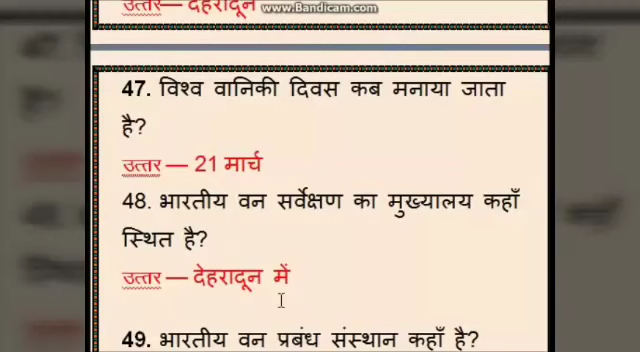 उत्तर— देहरादून www.Bandicam.com
47. विश्व वानिकी दिवस कब मनाया जाता
है?
उत्तर — 21 मार्च
48. भारतीय वन सर्वेक्षण का मुख्यालय कहाँ
स्थित है?
उत्तर — देहरादून में
49. भारतीय वन प्रबंध संस्थान कहाँ है?